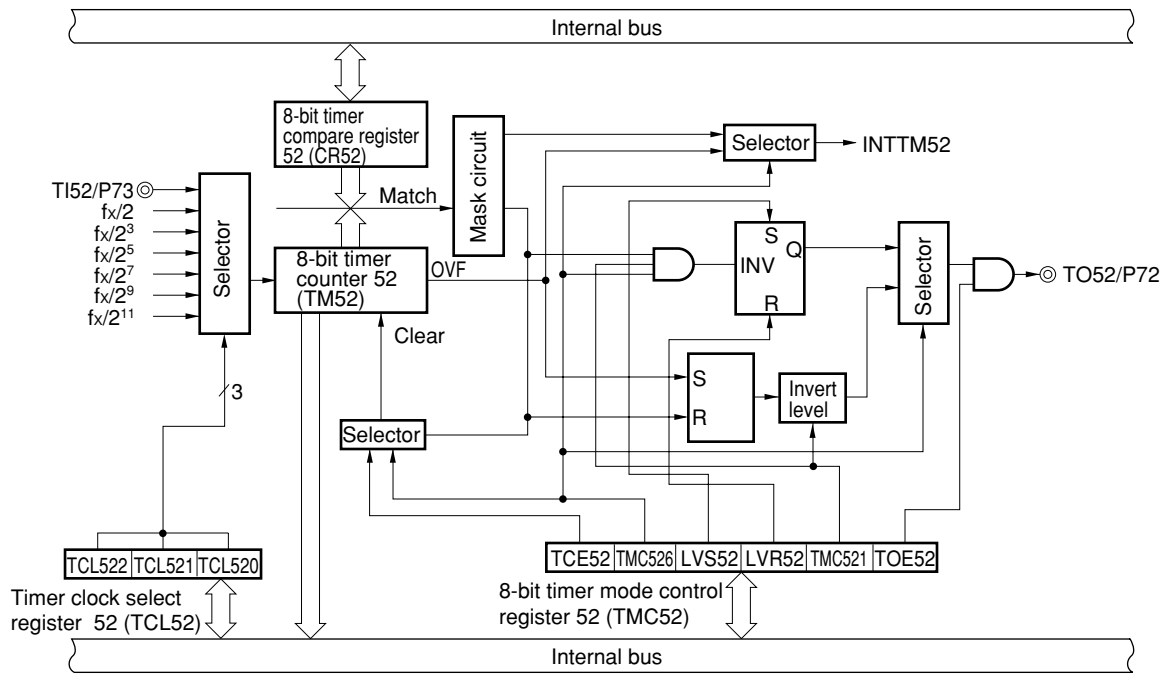 Internal bus
8-bit timer
compare register
52 (CR52)
Mask circuit
Selector
INTTM52
TI52/P73
Match
fx/2
fx/2³
fx/2⁵
fx/2⁷
fx/2⁹
fx/2¹¹
Selector
8-bit timer
counter 52
(TM52)
OVF
Clear
S
INV
Q
R
Selector
TO52/P72
3
S
R
Invert
level
Selector
TCL522 TCL521 TCL520
TCE52 TMC526 LVS52 LVR52 TMC521 TOE52
Timer clock select
register 52 (TCL52)
8-bit timer mode control
register 52 (TMC52)
Internal bus